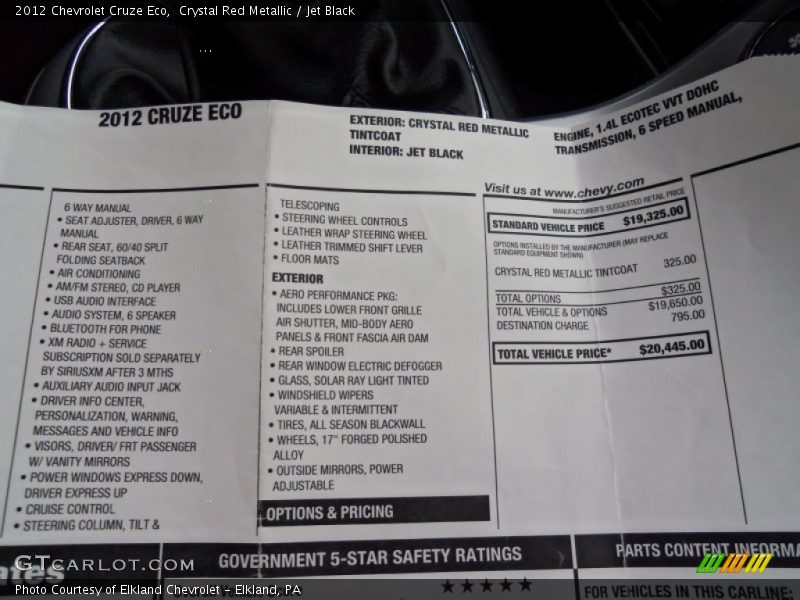 2012 Chevrolet Cruze Eco,  Crystal Red Metallic / Jet Black
2012 CRUZE ECO
EXTERIOR: CRYSTAL RED METALLIC
TINTCOAT
INTERIOR: JET BLACK
ENGINE, 1.4L ECOTEC VVT DOHC
TRANSMISSION, 6 SPEED MANUAL,
6 WAY MANUAL
• SEAT ADJUSTER, DRIVER, 6 WAY
MANUAL
• REAR SEAT, 60/40 SPLIT
FOLDING SEATBACK
• AIR CONDITIONING
• AM/FM STEREO, CD PLAYER
• USB AUDIO INTERFACE
• AUDIO SYSTEM, 6 SPEAKER
• BLUETOOTH FOR PHONE
• XM RADIO + SERVICE
SUBSCRIPTION SOLD SEPARATELY
BY SIRIUSXM AFTER 3 MTHS
• AUXILIARY AUDIO INPUT JACK
• DRIVER INFO CENTER,
PERSONALIZATION, WARNING,
MESSAGES AND VEHICLE INFO
• VISORS, DRIVER/ FRT PASSENGER
W/ VANITY MIRRORS
• POWER WINDOWS EXPRESS DOWN,
DRIVER EXPRESS UP
• CRUISE CONTROL
• STEERING COLUMN, TILT &
TELESCOPING
• STEERING WHEEL CONTROLS
• LEATHER WRAP STEERING WHEEL
• LEATHER TRIMMED SHIFT LEVER
• FLOOR MATS
EXTERIOR
• AERO PERFORMANCE PKG:
INCLUDES LOWER FRONT GRILLE
AIR SHUTTER, MID-BODY AERO
PANELS & FRONT FASCIA AIR DAM
• REAR SPOILER
• REAR WINDOW ELECTRIC DEFOGGER
• GLASS, SOLAR RAY LIGHT TINTED
• WINDSHIELD WIPERS
VARIABLE & INTERMITTENT
• TIRES, ALL SEASON BLACKWALL
• WHEELS, 17" FORGED POLISHED
ALLOY
• OUTSIDE MIRRORS, POWER
ADJUSTABLE
OPTIONS & PRICING
Visit us at www.chevy.com
MANUFACTURER'S SUGGESTED RETAIL PRICE
STANDARD VEHICLE PRICE $19,325.00
OPTIONS INSTALLED BY THE MANUFACTURER (MAY REPLACE
STANDARD EQUIPMENT SHOWN)
CRYSTAL RED METALLIC TINTCOAT 325.00
TOTAL OPTIONS $325.00
TOTAL VEHICLE & OPTIONS $19,650.00
DESTINATION CHARGE 795.00
TOTAL VEHICLE PRICE* $20,445.00
GTcarlot.com
GOVERNMENT 5-STAR SAFETY RATINGS
PARTS CONTENT INFORMA
★★★★★
FOR VEHICLES IN THIS CARLINE:
Photo Courtesy of Elkland Chevrolet – Elkland, PA